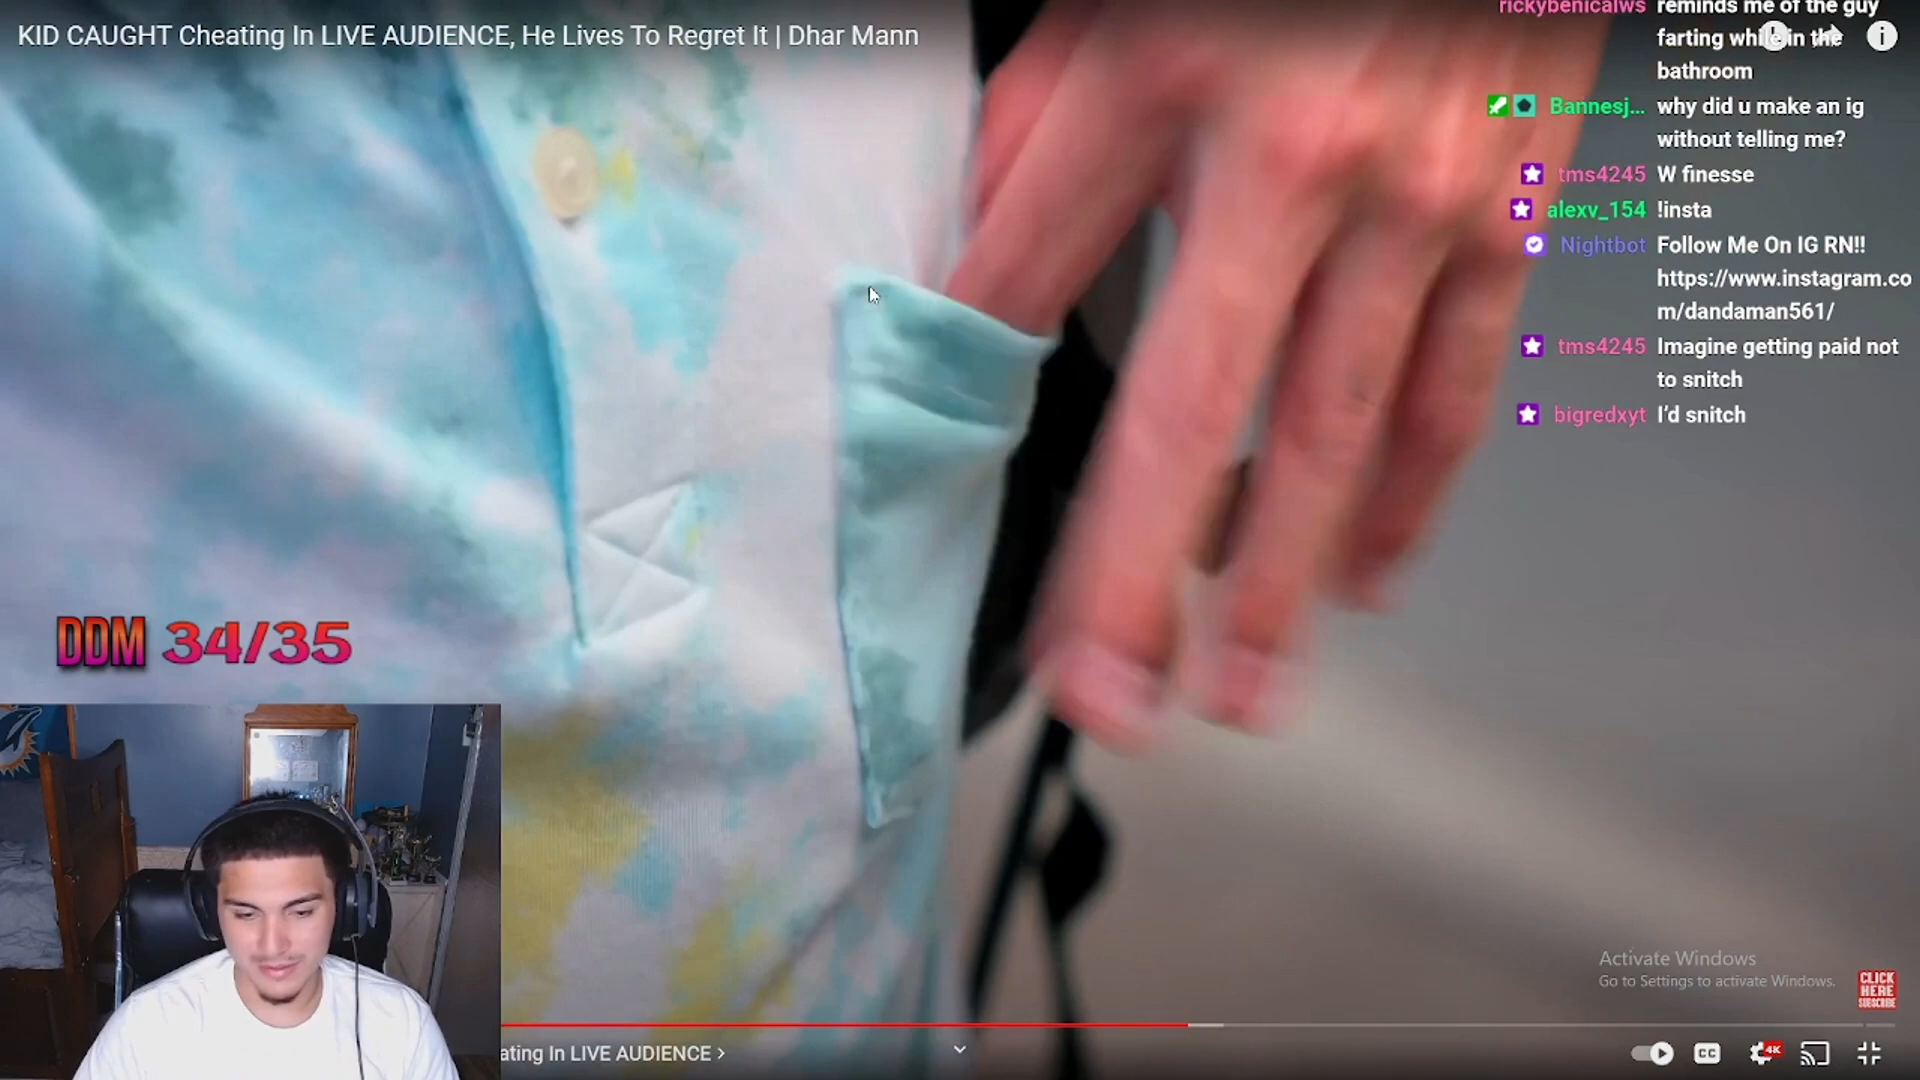 KID CAUGHT Cheating In LIVE AUDIENCE, He Lives To Regret It | Dhar Mann
rickybenicalws reminds me of the guy
farting while in the
bathroom
Bannesj... why did u make an ig
without telling me?
tms4245 W finesse
alexv_154 !insta
Nightbot Follow Me On IG RN!!
https://www.instagram.co
m/dandaman561/
tms4245 Imagine getting paid not
to snitch
bigredxyt I'd snitch
DDM 34/35
Activate Windows
Go to Settings to activate Windows.
CLICK
HERE
SUBSCRIBE
ating In LIVE AUDIENCE >
CC
4K